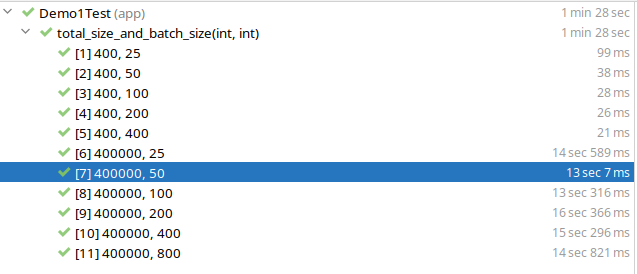 Demo1Test (app) 1 min 28 sec
total_size_and_batch_size(int, int) 1 min 28 sec
[1] 400, 25 99 ms
[2] 400, 50 38 ms
[3] 400, 100 28 ms
[4] 400, 200 26 ms
[5] 400, 400 21 ms
[6] 400000, 25 14 sec 589 ms
[7] 400000, 50 13 sec 7 ms
[8] 400000, 100 13 sec 316 ms
[9] 400000, 200 16 sec 366 ms
[10] 400000, 400 15 sec 296 ms
[11] 400000, 800 14 sec 821 ms